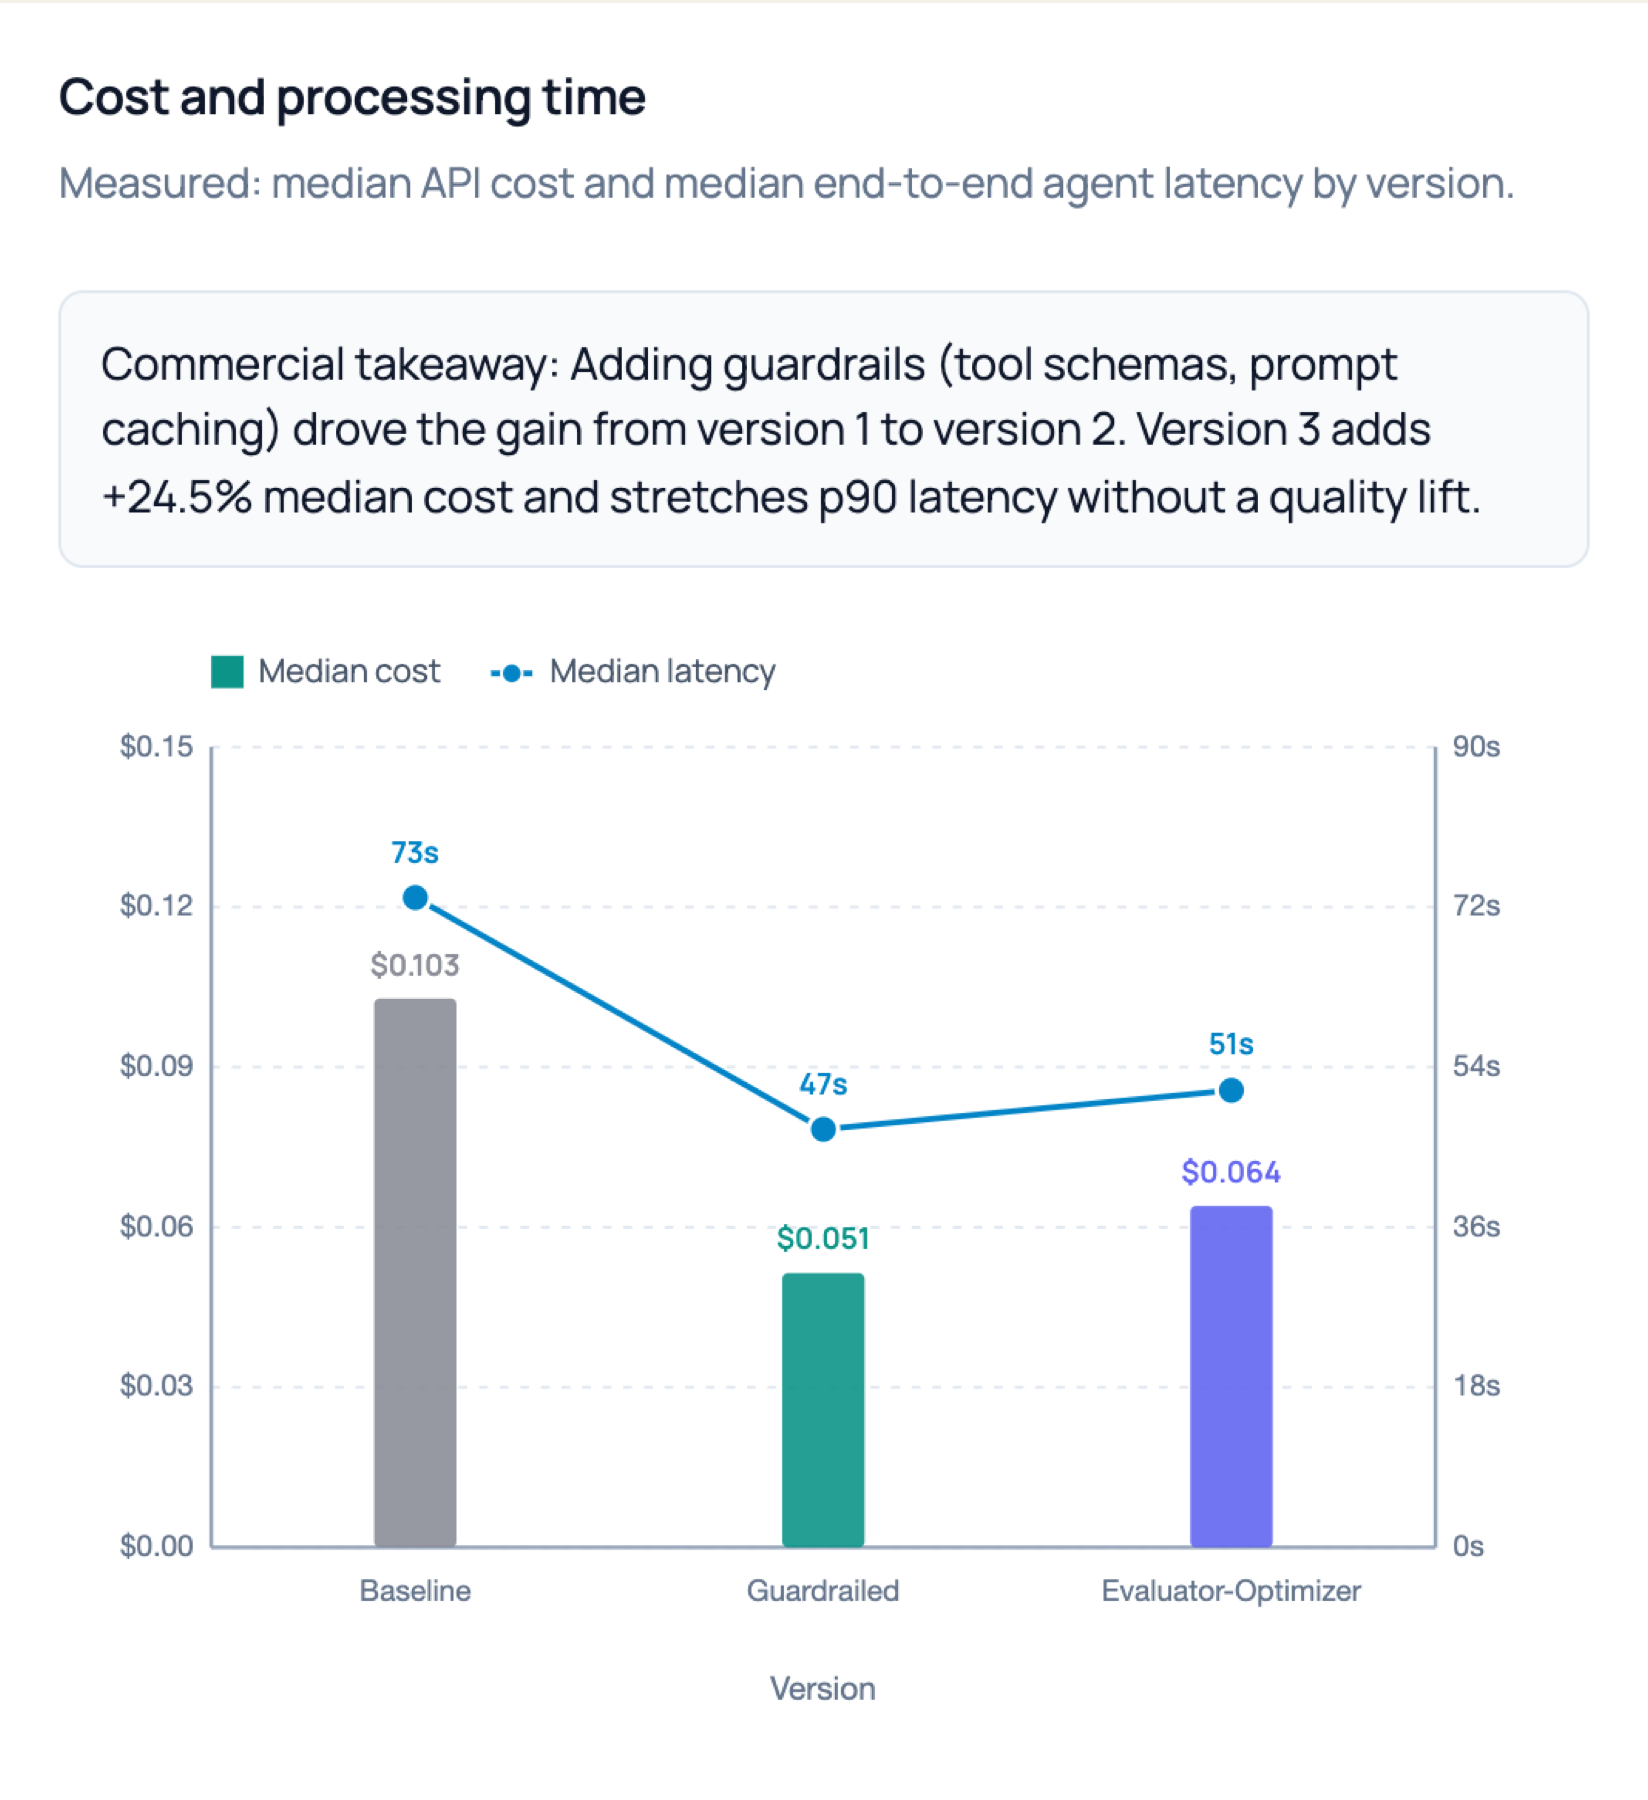 Cost and processing time
Measured: median API cost and median end-to-end agent latency by version.
Commercial takeaway: Adding guardrails (tool schemas, prompt
caching) drove the gain from version 1 to version 2. Version 3 adds
+24.5% median cost and stretches p90 latency without a quality lift.
Median cost
Median latency
$0.15
90s
73s
$0.12
72s
$0.103
$0.09
54s
51s
47s
$0.064
$0.06
36s
$0.051
$0.03
18s
$0.00
0s
Baseline
Guardrailed
Evaluator-Optimizer
Version